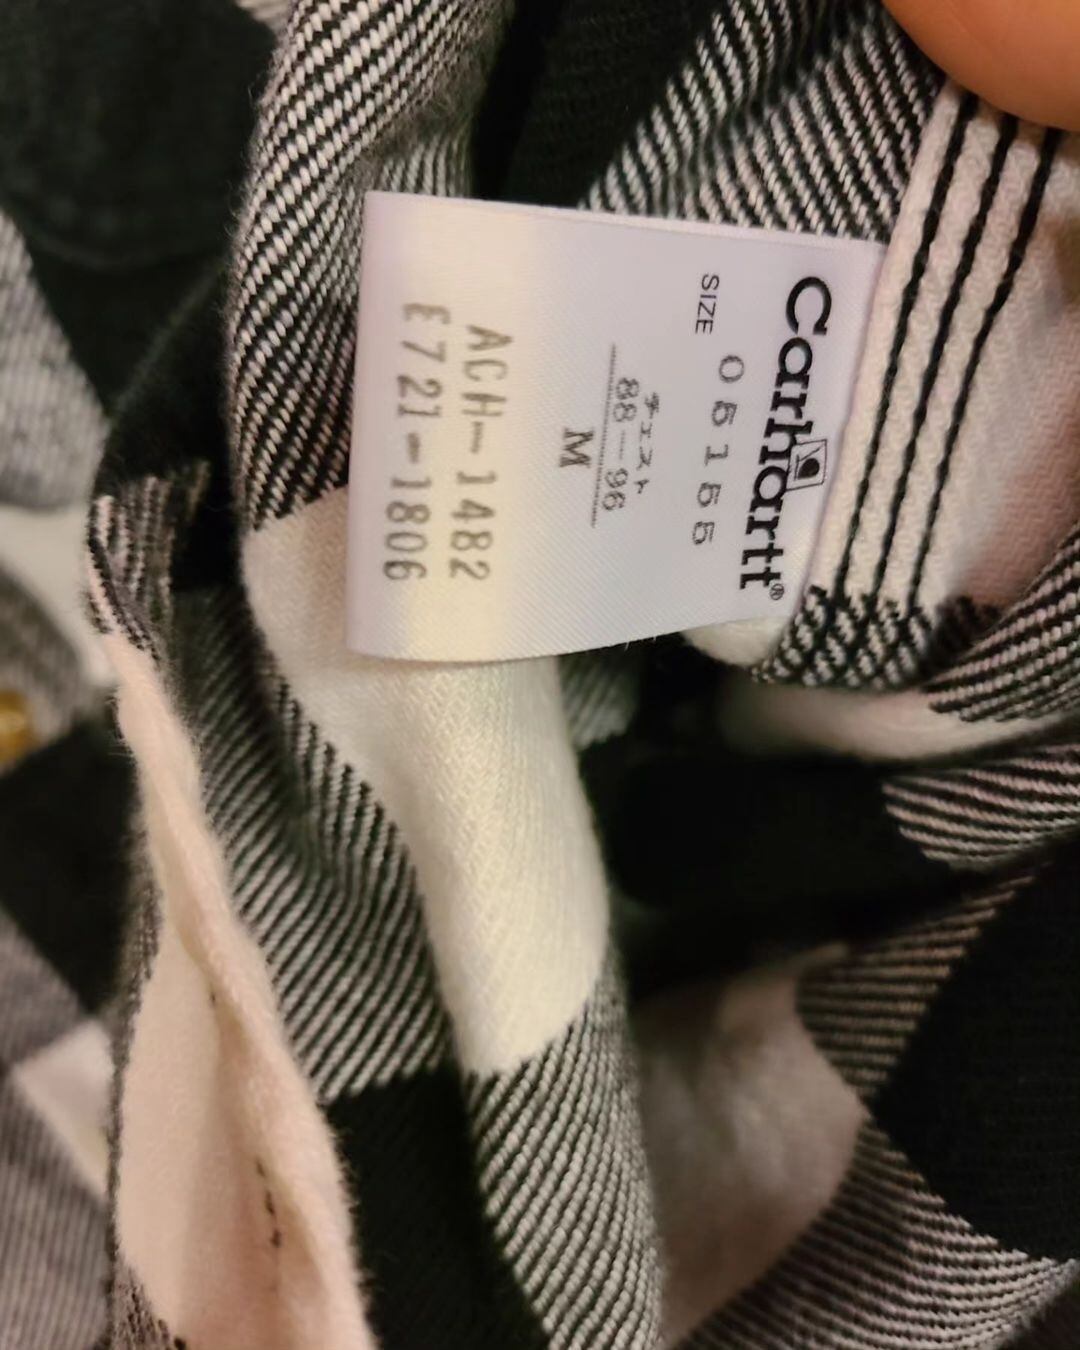 Carhartt®
SIZE 05155
チェスト
88-96
M
ACH-1482
E721-1806